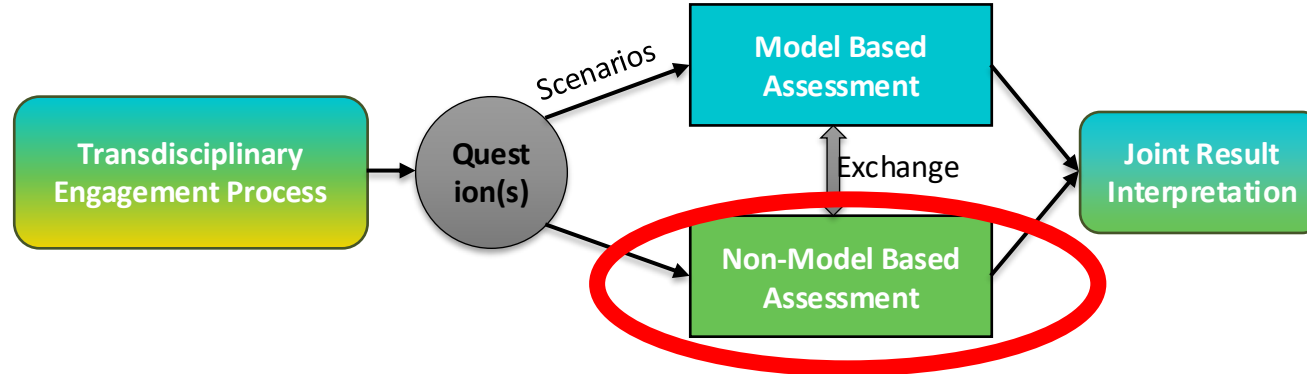 Transdisciplinary
Engagement Process
Quest
ion(s)
Scenarios
Model Based
Assessment
Exchange
Non-Model Based
Assessment
Joint Result
Interpretation